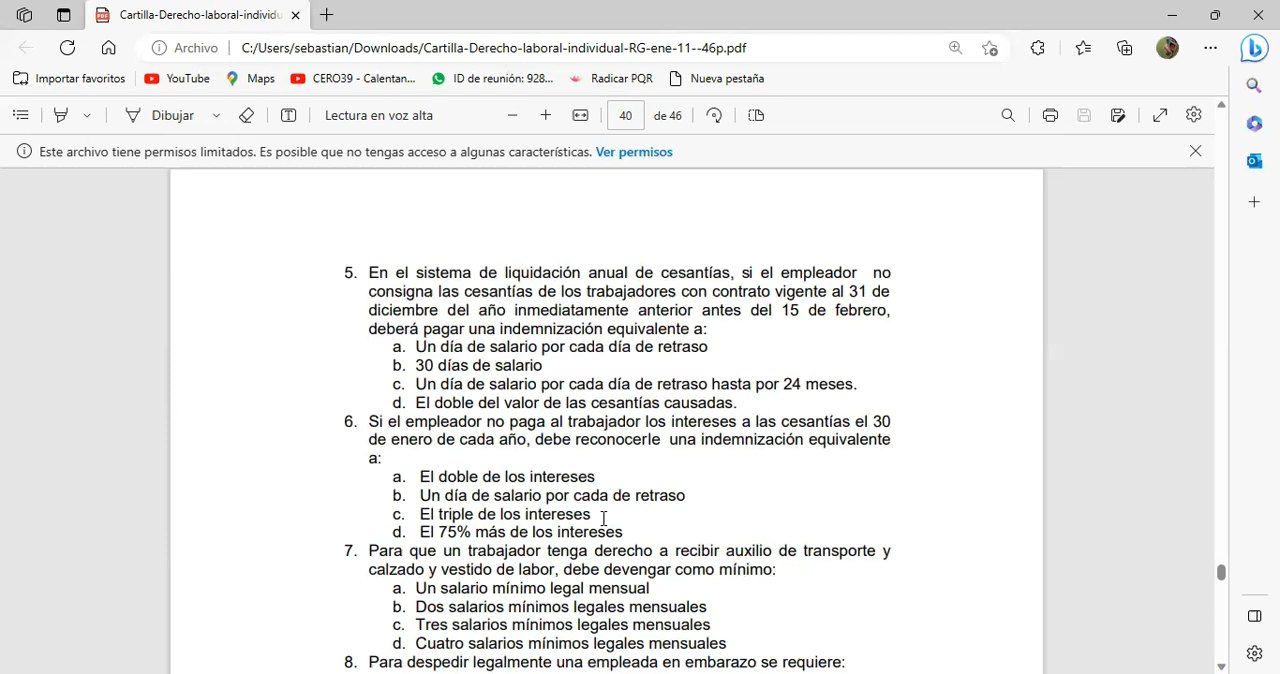 Cartilla-Derecho-laboral-individu
Archivo C:/Users/sebastian/Downloads/Cartilla-Derecho-laboral-individual-RG-ene-11--46p.pdf
Importar favoritos YouTube Maps CERO39 - Calentan... ID de reunión: 928... Radicar PQR Nueva pestaña
Dibujar Lectura en voz alta 40 de 46
Este archivo tiene permisos limitados. Es posible que no tengas acceso a algunas características. Ver permisos
5. En el sistema de liquidación anual de cesantías, si el empleador no
consigna las cesantías de los trabajadores con contrato vigente al 31 de
diciembre del año inmediatamente anterior antes del 15 de febrero,
deberá pagar una indemnización equivalente a:
a. Un día de salario por cada día de retraso
b. 30 días de salario
c. Un día de salario por cada día de retraso hasta por 24 meses.
d. El doble del valor de las cesantías causadas.
6. Si el empleador no paga al trabajador los intereses a las cesantías el 30
de enero de cada año, debe reconocerle una indemnización equivalente
a:
a. El doble de los intereses
b. Un día de salario por cada de retraso
c. El triple de los intereses
d. El 75% más de los intereses
7. Para que un trabajador tenga derecho a recibir auxilio de transporte y
calzado y vestido de labor, debe devengar como mínimo:
a. Un salario mínimo legal mensual
b. Dos salarios mínimos legales mensuales
c. Tres salarios mínimos legales mensuales
d. Cuatro salarios mínimos legales mensuales
8. Para despedir legalmente una empleada en embarazo se requiere: